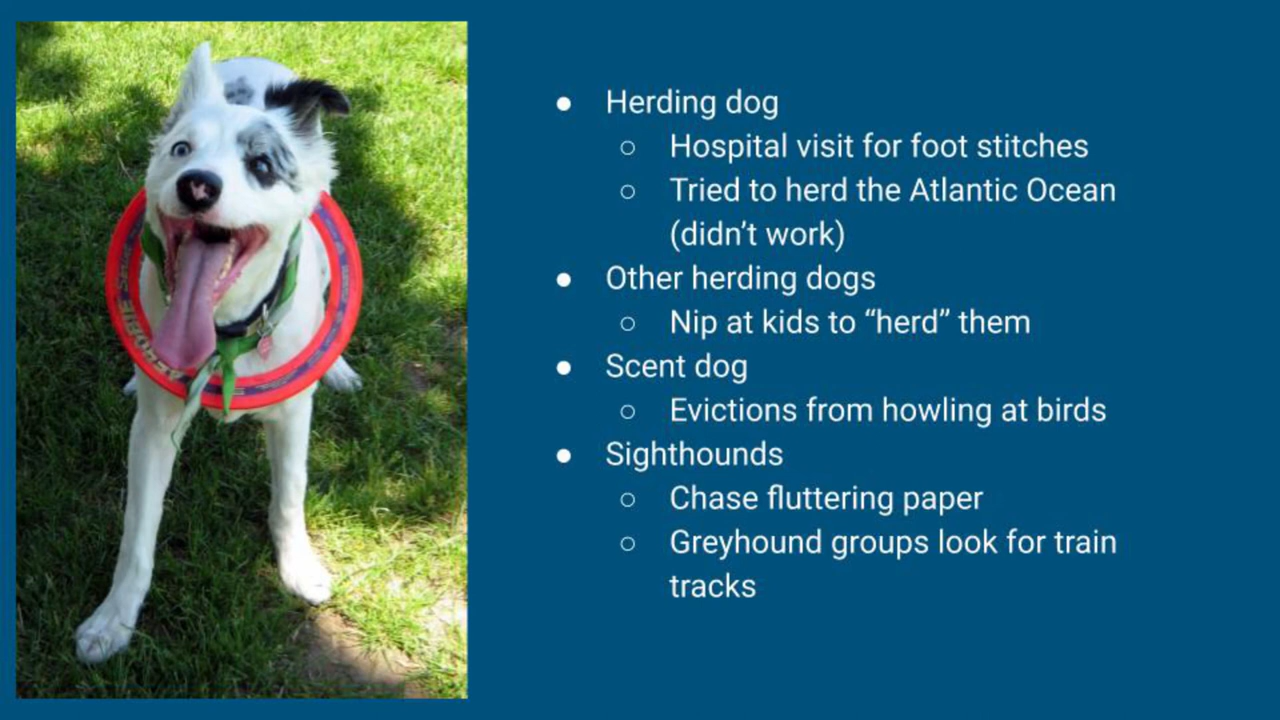 ● Herding dog
○ Hospital visit for foot stitches
○ Tried to herd the Atlantic Ocean
(didn’t work)
● Other herding dogs
○ Nip at kids to “herd” them
● Scent dog
○ Evictions from howling at birds
● Sighthounds
○ Chase fluttering paper
○ Greyhound groups look for train
tracks
AEROBIE